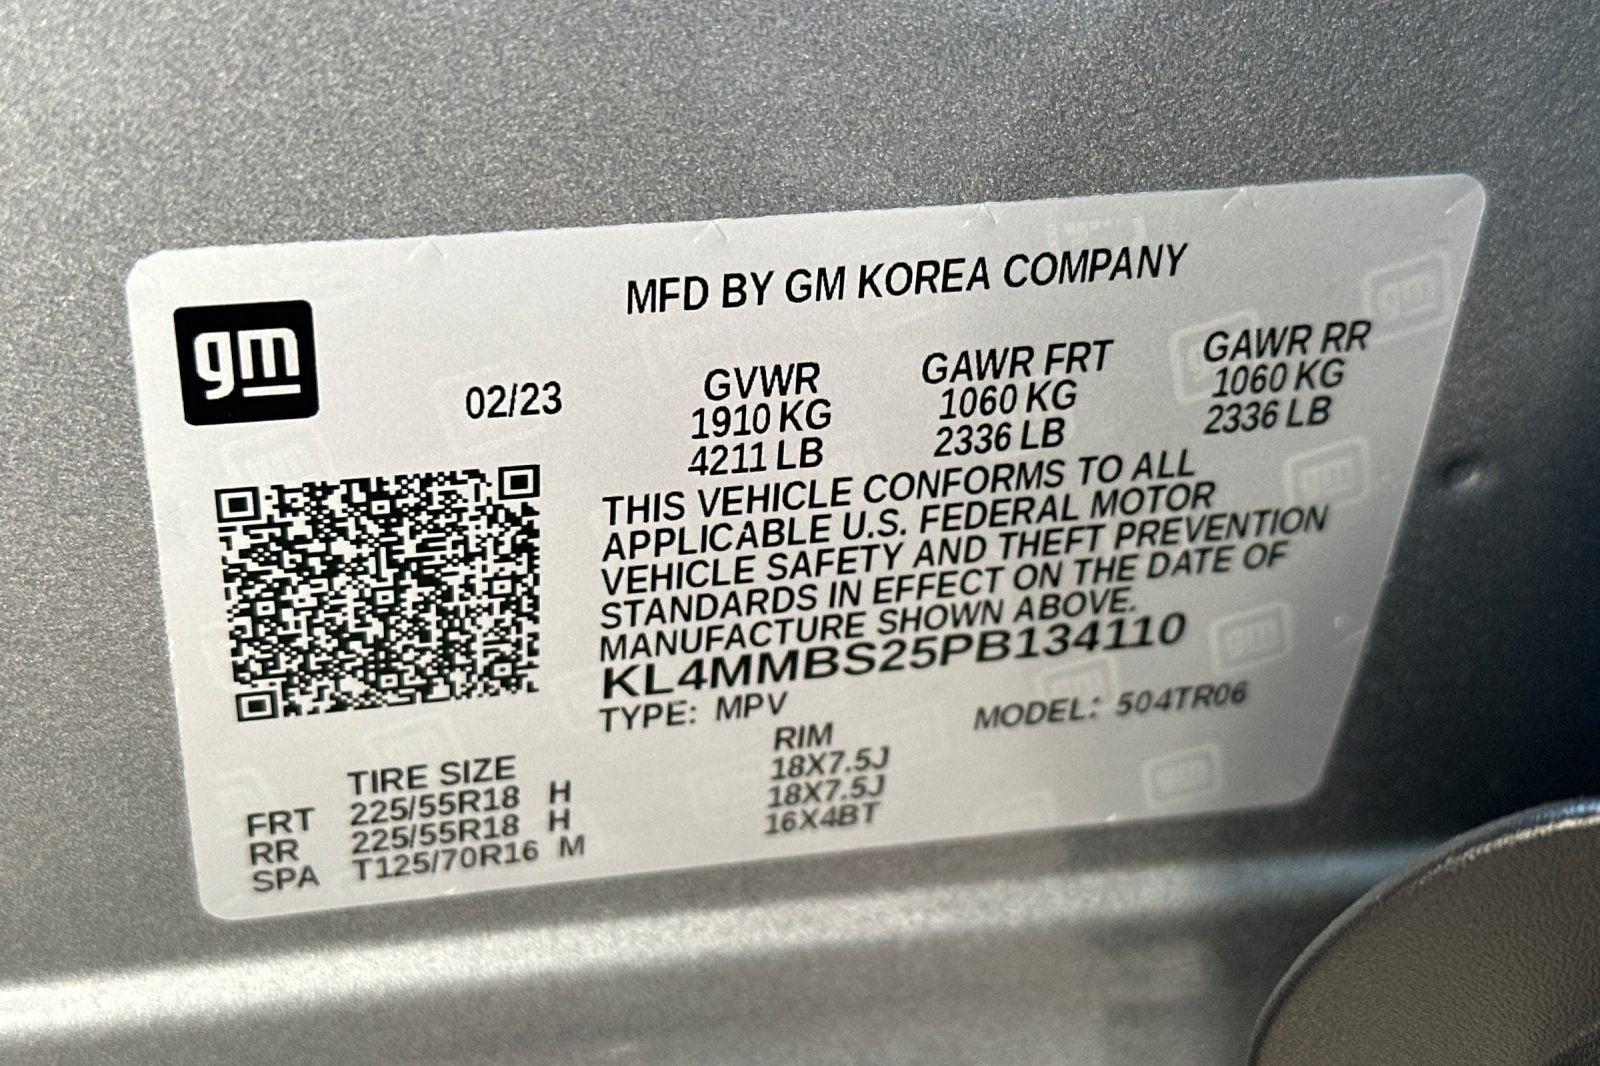 gm
MFD BY GM KOREA COMPANY
02/23
GVWR GAWR FRT GAWR RR
1910 KG 1060 KG 1060 KG
4211 LB 2336 LB 2336 LB
THIS VEHICLE CONFORMS TO ALL
APPLICABLE U.S. FEDERAL MOTOR
VEHICLE SAFETY AND THEFT PREVENTION
STANDARDS IN EFFECT ON THE DATE OF
MANUFACTURE SHOWN ABOVE.
KL4MMBS25PB134110
TYPE: MPV MODEL: 504TR06
TIRE SIZE RIM
FRT 225/55R18 H 18X7.5J
RR 225/55R18 H 18X7.5J
SPA T125/70R16 M 16X4BT